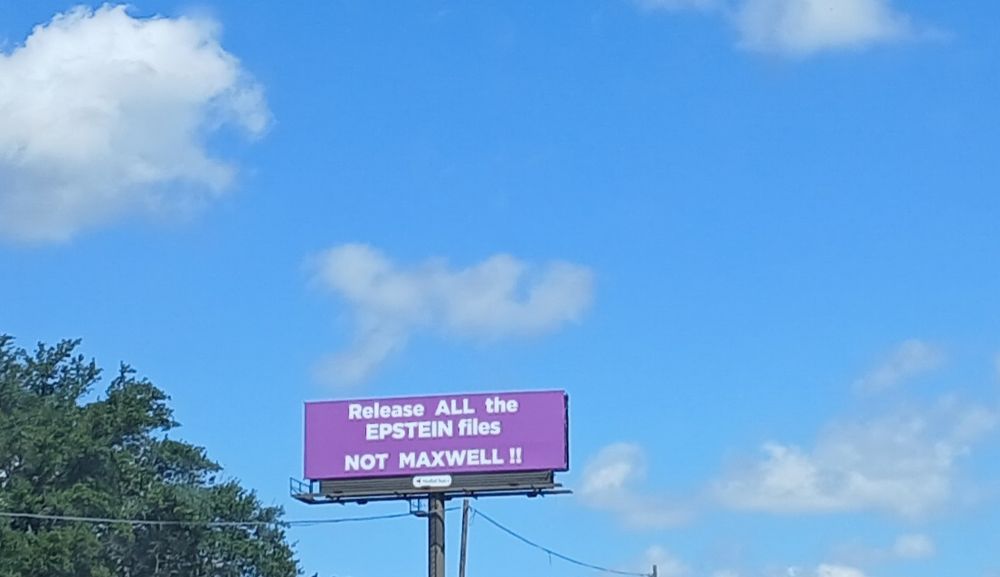 Release ALL the
EPSTEIN files
NOT MAXWELL !!